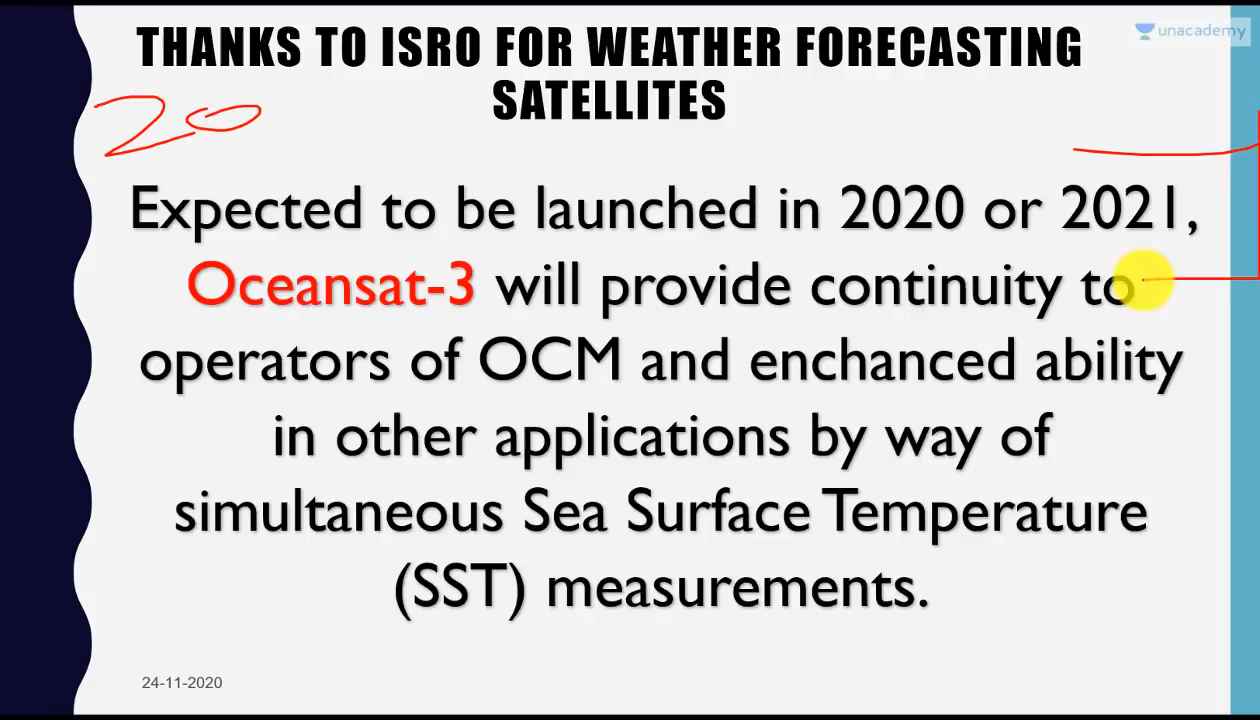 unacademy
THANKS TO ISRO FOR WEATHER FORECASTING
SATELLITES
20
Expected to be launched in 2020 or 2021,
Oceansat-3 will provide continuity to
operators of OCM and enchanced ability
in other applications by way of
simultaneous Sea Surface Temperature
(SST) measurements.
24-11-2020